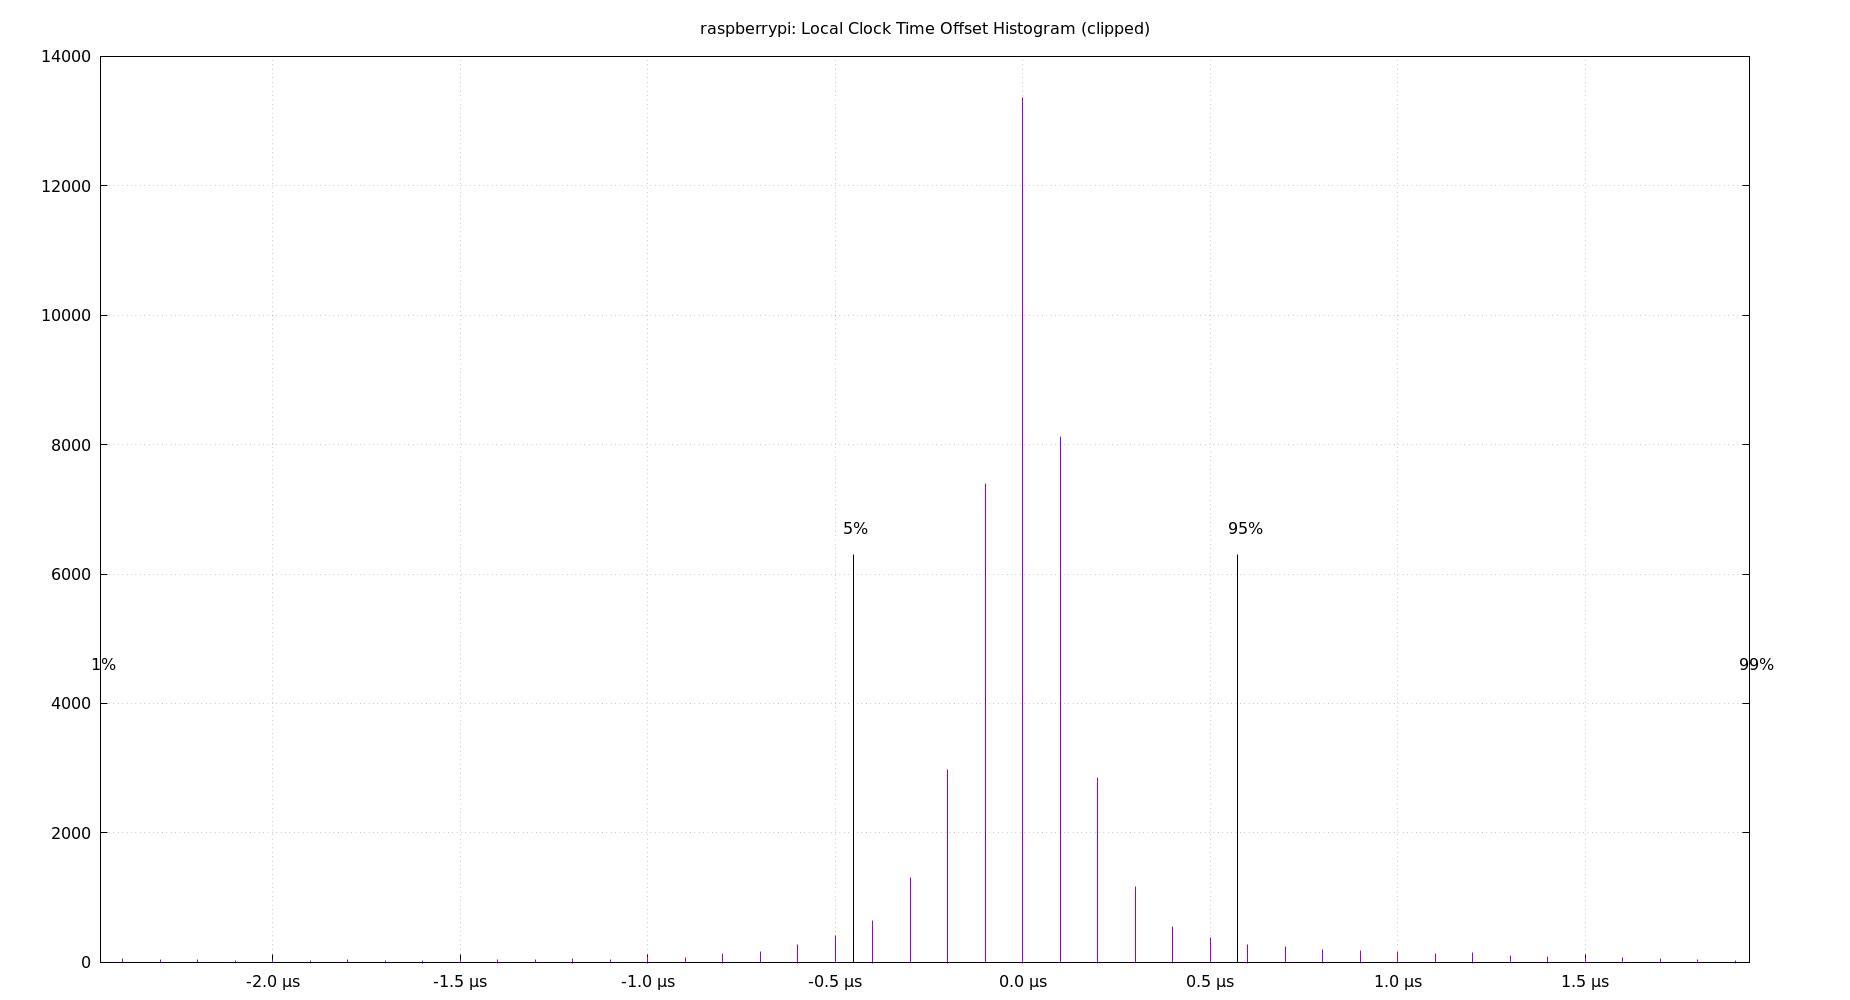 raspberrypi: Local Clock Time Offset Histogram (clipped)
14000
12000
10000
8000
5%
95%
6000
1%
99%
4000
2000
0
-2.0 µs
-1.5 µs
-1.0 µs
-0.5 µs
0.0 µs
0.5 µs
1.0 µs
1.5 µs